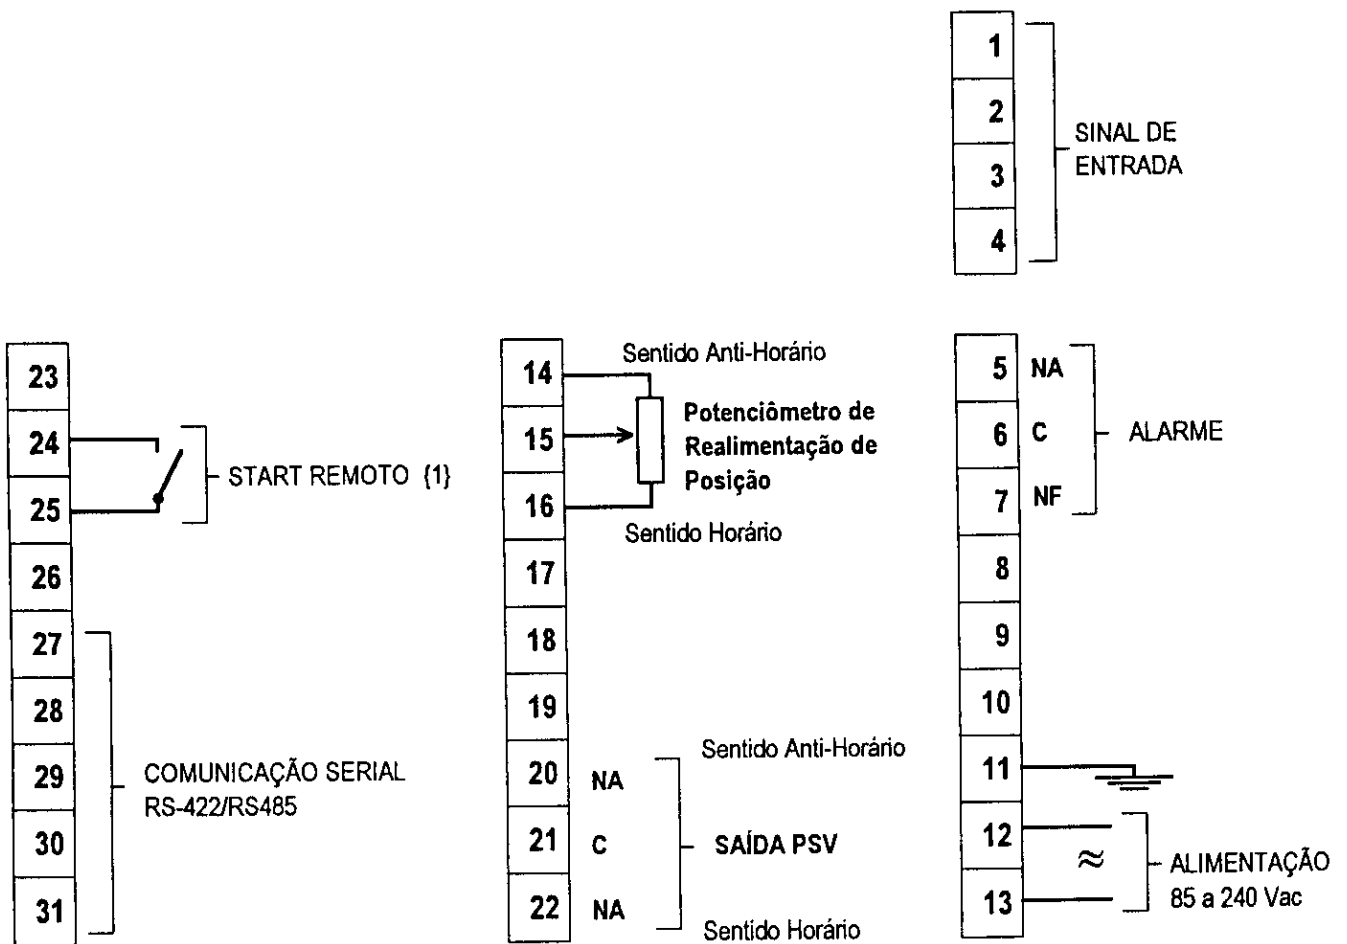 1
2
3
4
SINAL DE
ENTRADA
23
24
25
26
27
28
29
30
31
START REMOTO {1}
COMUNICAÇÃO SERIAL
RS-422/RS485
14
15
16
17
18
19
20 NA
21 C
22 NA
Sentido Anti-Horário
Potenciômetro de
Realimentação de
Posição
Sentido Horário
Sentido Anti-Horário
SAÍDA PSV
Sentido Horário
5 NA
6 C
7 NF
8
9
10
11
12
13
ALARME
≈
ALIMENTAÇÃO
85 a 240 Vac